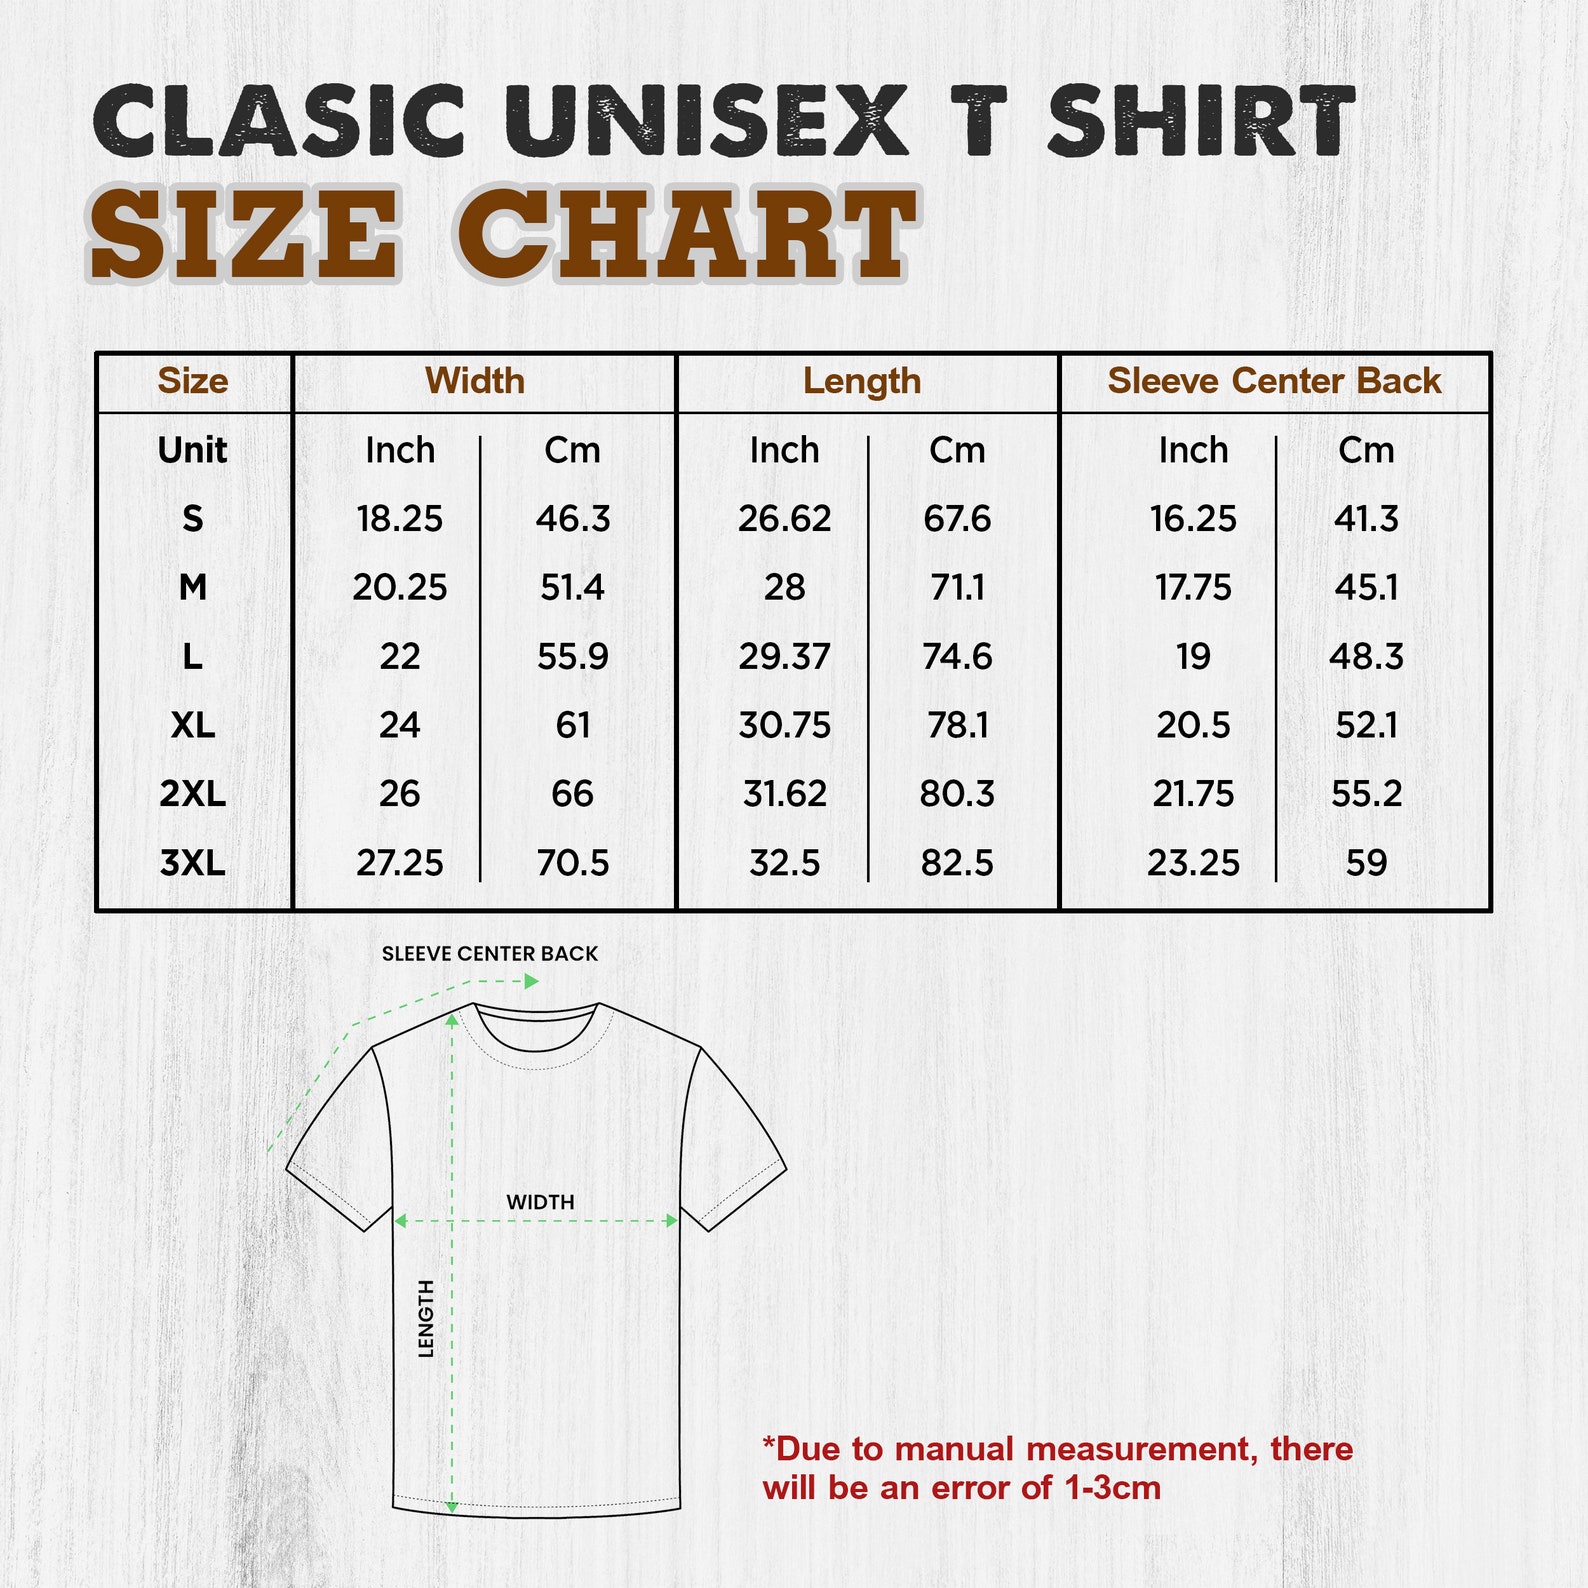 CLASIC UNISEX T SHIRT
SIZE CHART
Size Width Length Sleeve Center Back
Unit Inch Cm Inch Cm Inch Cm
S 18.25 46.3 26.62 67.6 16.25 41.3
M 20.25 51.4 28 71.1 17.75 45.1
L 22 55.9 29.37 74.6 19 48.3
XL 24 61 30.75 78.1 20.5 52.1
2XL 26 66 31.62 80.3 21.75 55.2
3XL 27.25 70.5 32.5 82.5 23.25 59
SLEEVE CENTER BACK
WIDTH
LENGTH
*Due to manual measurement, there
will be an error of 1-3cm